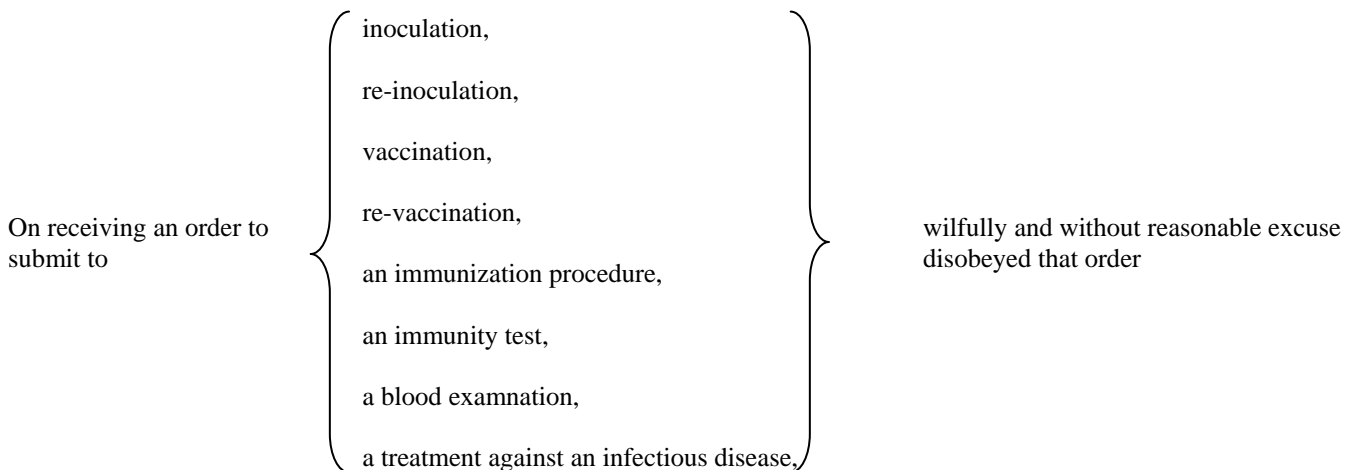 On receiving an order to
submit to
inoculation,
re-inoculation,
vaccination,
re-vaccination,
an immunization procedure,
an immunity test,
a blood examnation,
a treatment against an infectious disease,
wilfully and without reasonable excuse
disobeyed that order